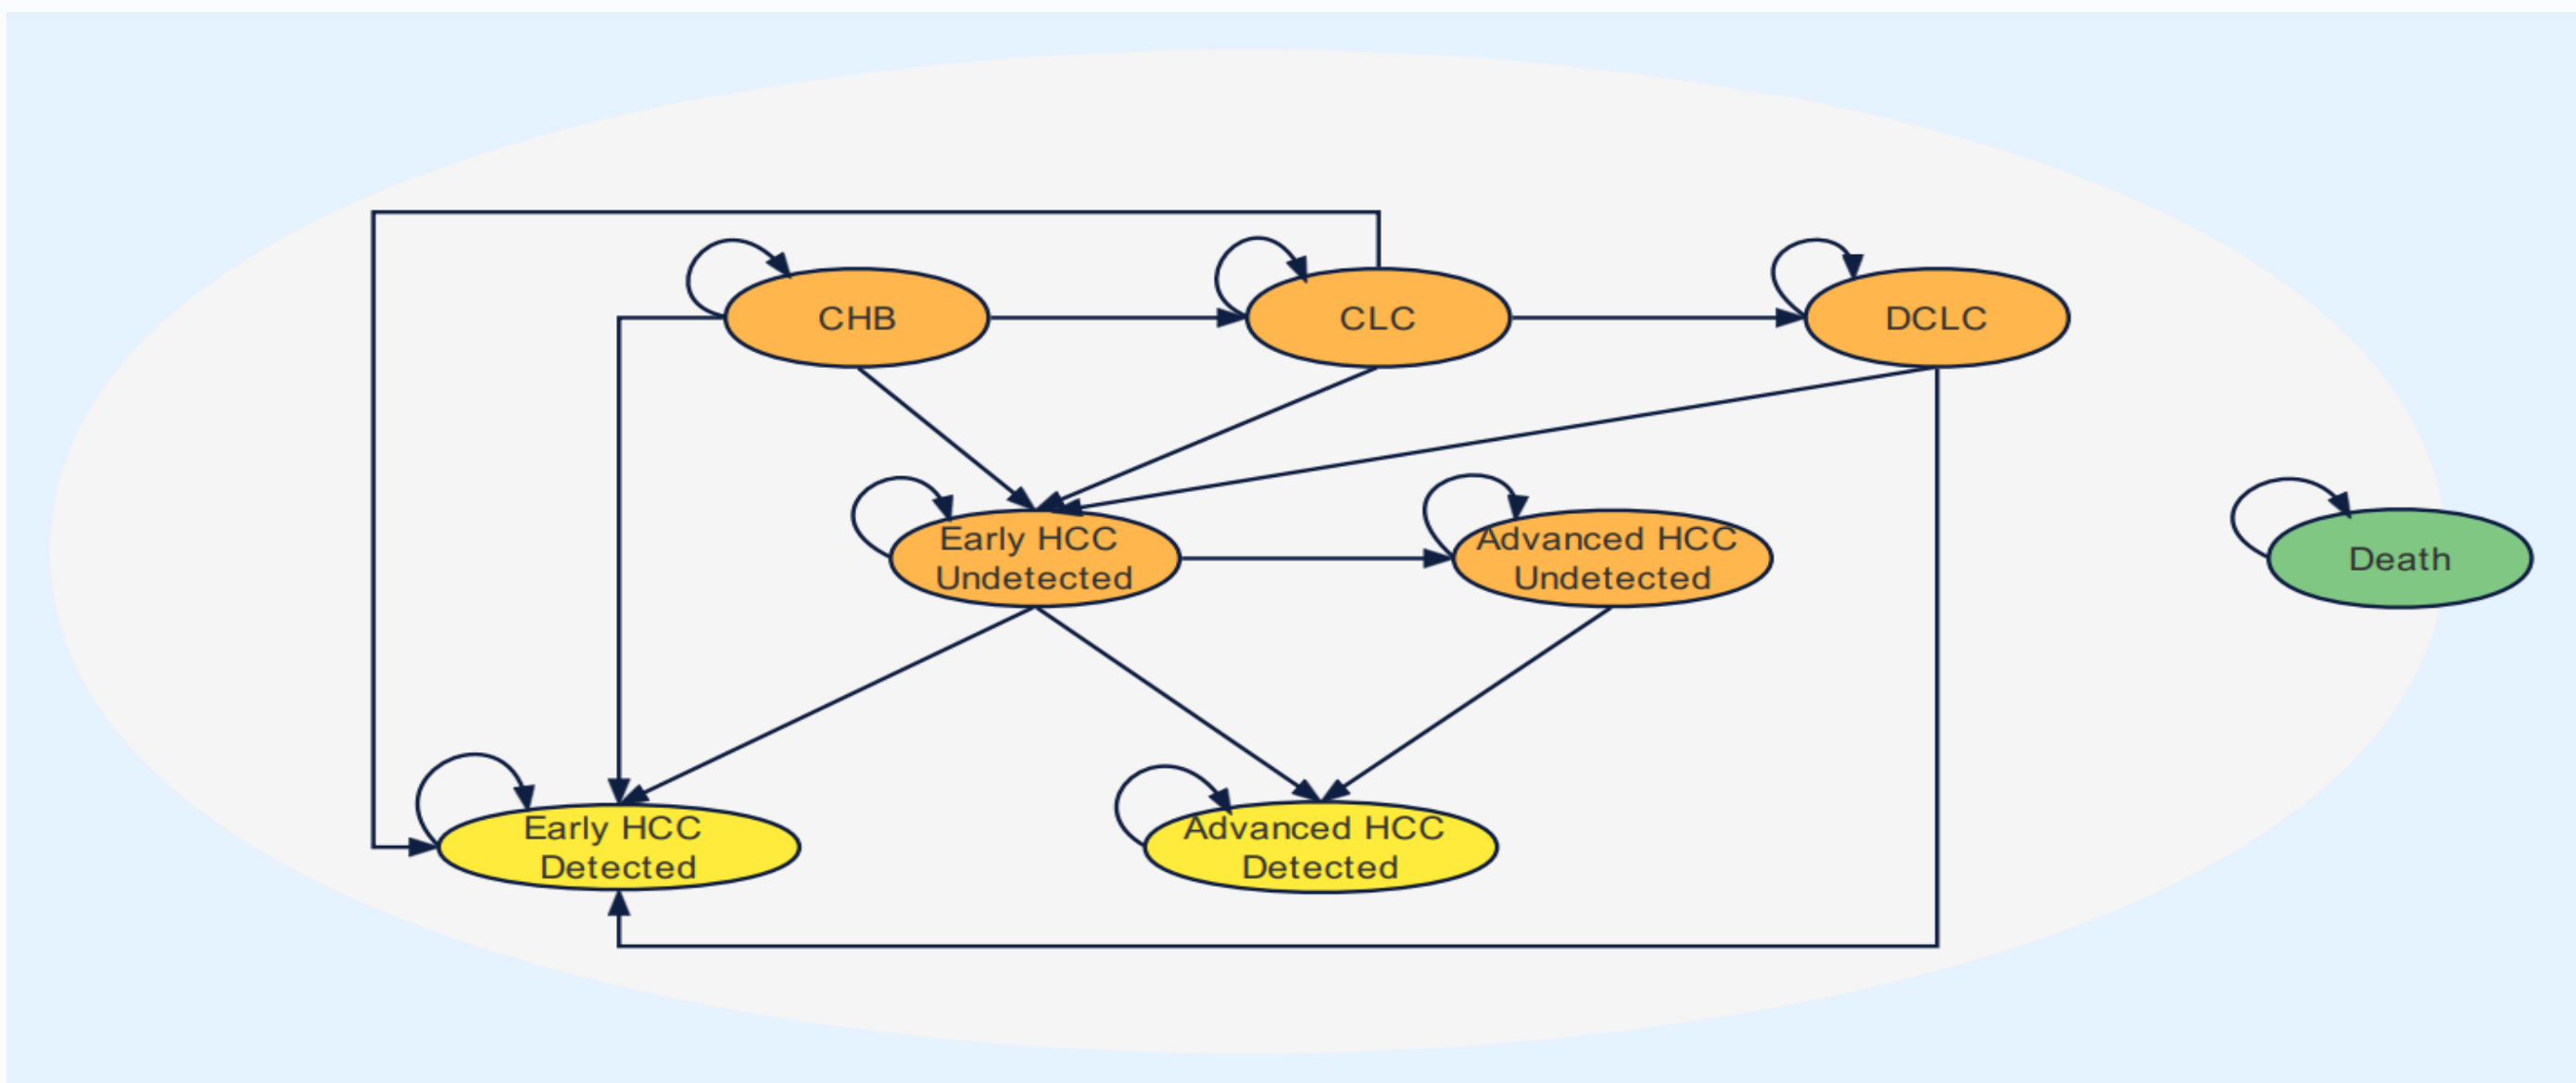 CHB
CLC
DCLC
Early HCC
Undetected
Advanced HCC
Undetected
Death
Early HCC
Detected
Advanced HCC
Detected